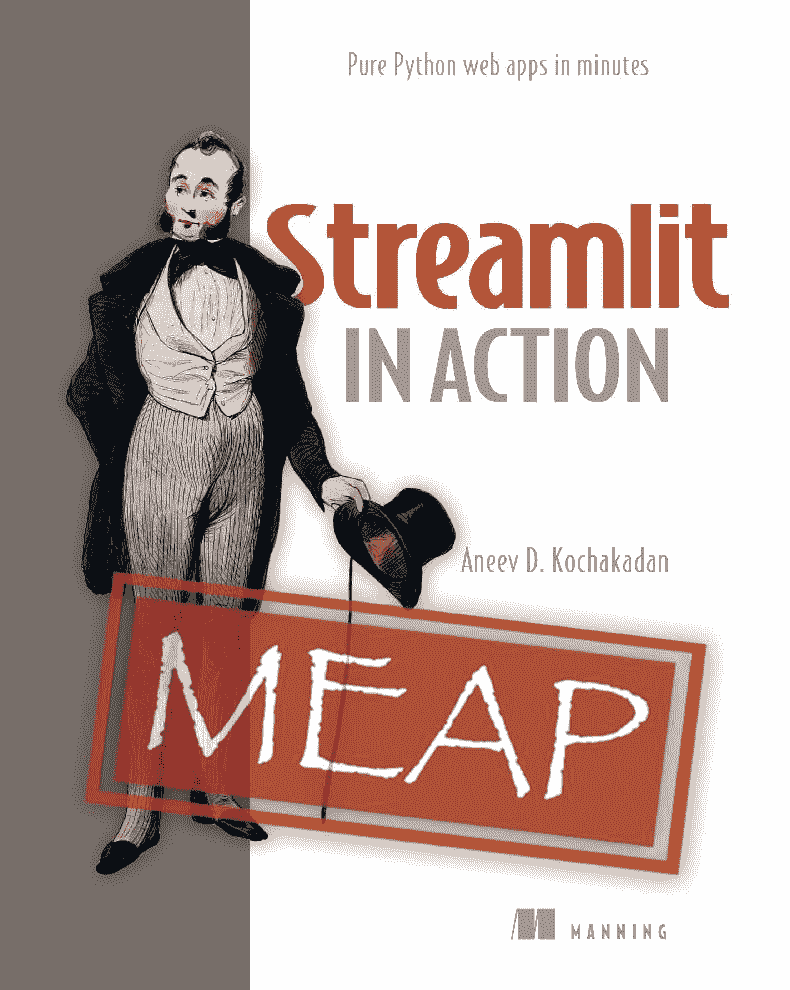 Pure Python web apps in minutes
Streamlit
IN ACTION
Aneev D. Kochakadan
MEAP
MANNING